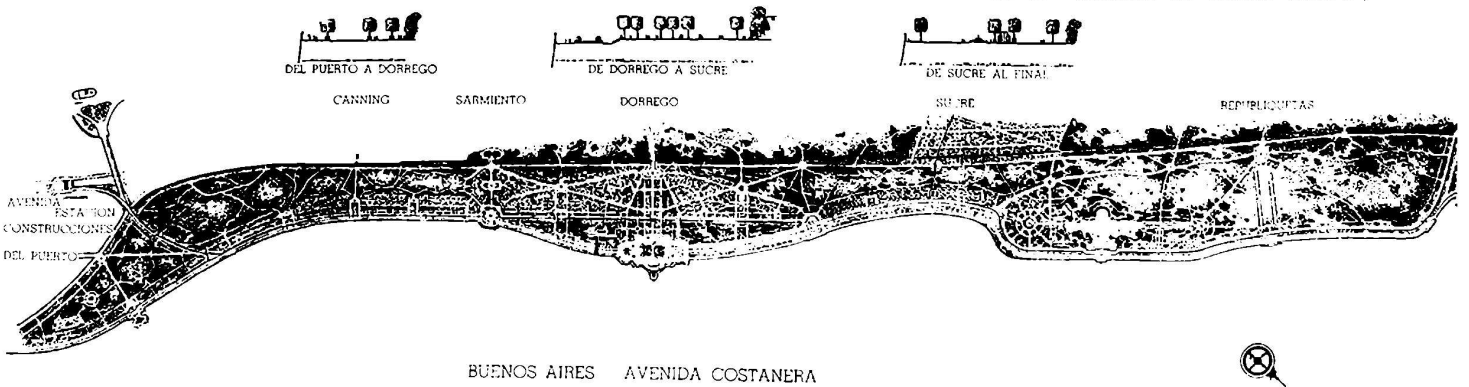 DEL PUERTO A DORREGO
DE DORREGO A SUCRE
DE SUCRE AL FINAL
CANNING
SARMIENTO
DORREGO
SUCRE
REPUBLIQUETAS
AVENIDA
ESTACION
CONSTRUCCIONES
DEL PUERTO
BUENOS AIRES AVENIDA COSTANERA